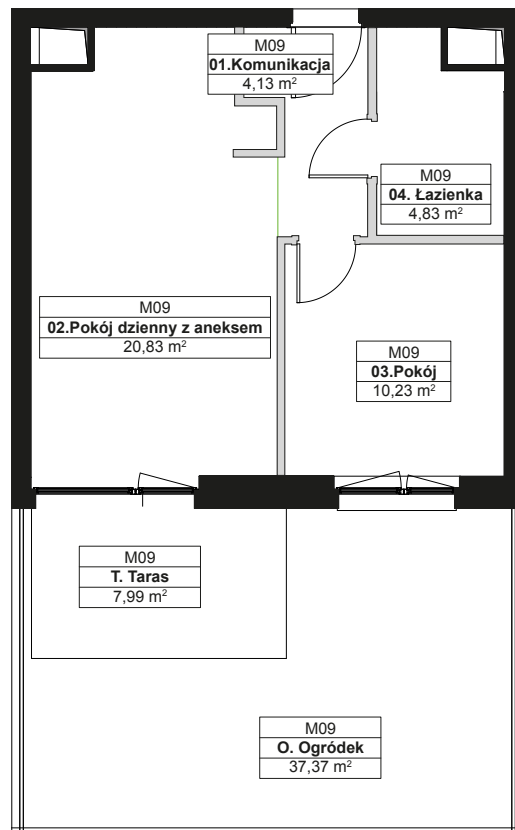 M09
01.Komunikacja
4,13 m²
M09
04. Łazienka
4,83 m²
M09
02.Pokój dzienny z aneksem
20,83 m²
M09
03.Pokój
10,23 m²
M09
T. Taras
7,99 m²
M09
O. Ogródek
37,37 m²